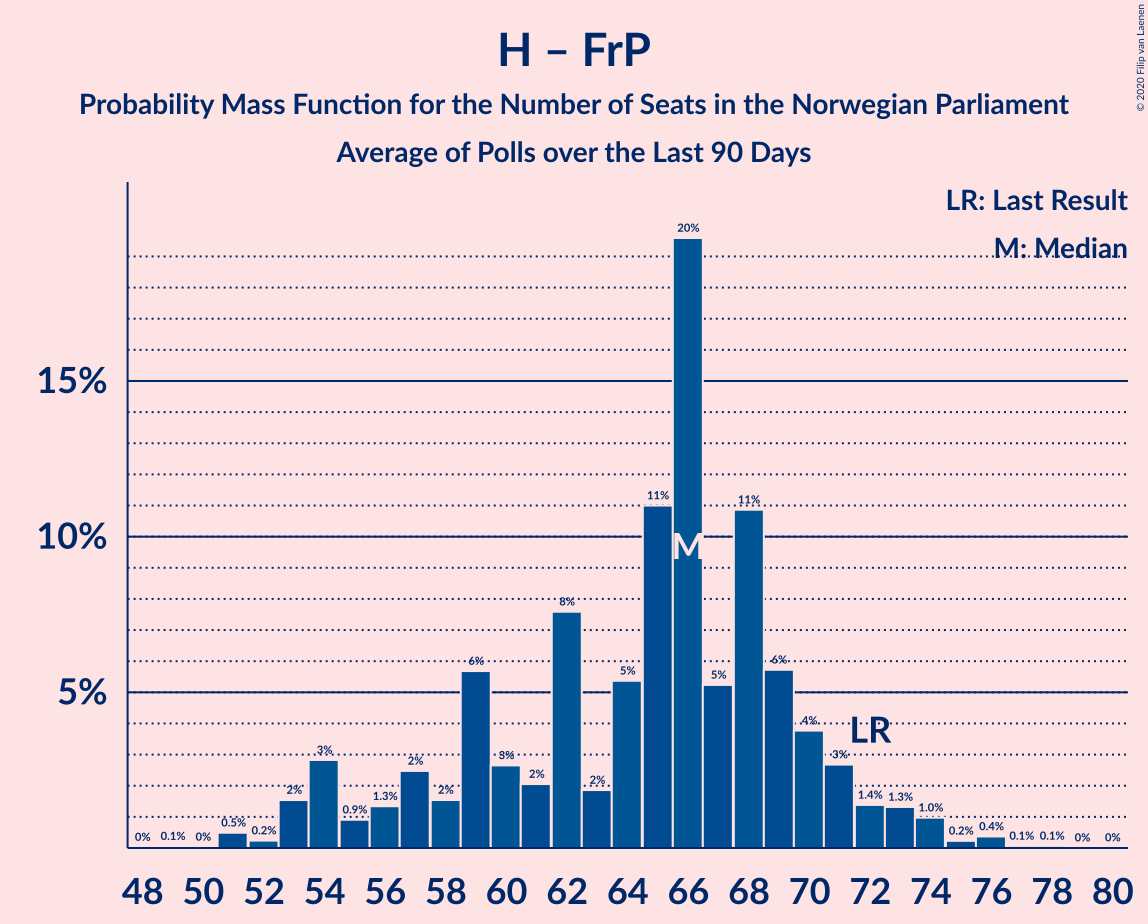 H – FrP
Probability Mass Function for the Number of Seats in the Norwegian Parliament
Average of Polls over the Last 90 Days
© 2020 Filip van Laenen
LR: Last Result
M: Median
15%
10%
5%
0% 0.1% 0% 0.5% 0.2% 2% 3% 0.9% 1.3% 2% 2% 6% 3% 2% 8% 2% 5% 11% 20% 5% 11% 6% 4% 3% 1.4% 1.3% 1.0% 0.2% 0.4% 0.1% 0.1% 0% 0%
M
LR
48 50 52 54 56 58 60 62 64 66 68 70 72 74 76 78 80